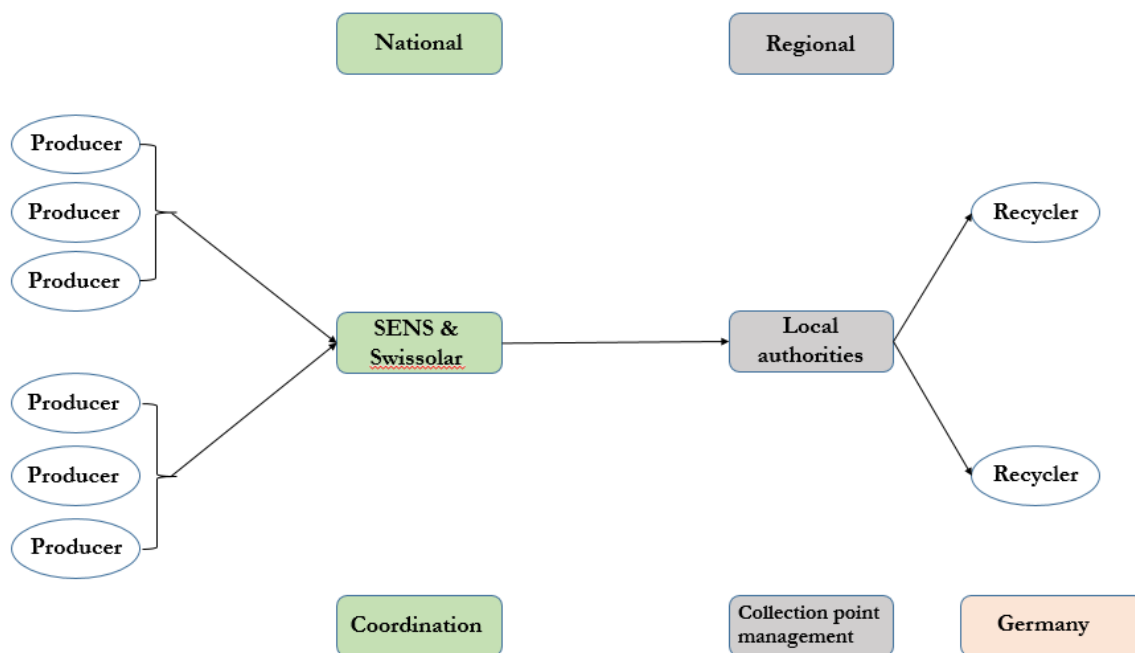 National
Regional
Producer
Producer
Producer
Recycler
SENS &
Swissolar
Local
authorities
Producer
Producer
Producer
Recycler
Coordination
Collection point
management
Germany